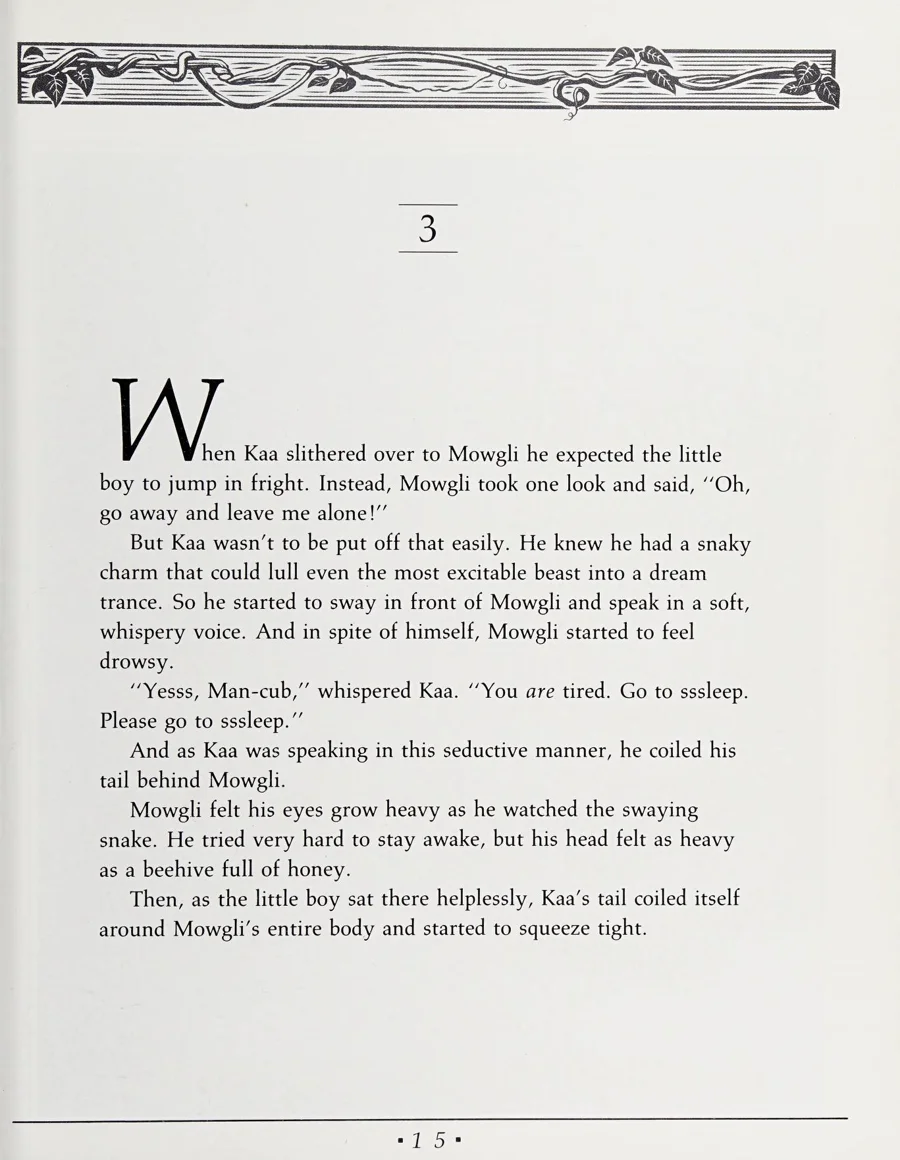 3
When Kaa slithered over to Mowgli he expected the little
boy to jump in fright. Instead, Mowgli took one look and said, "Oh,
go away and leave me alone!"
But Kaa wasn't to be put off that easily. He knew he had a snaky
charm that could lull even the most excitable beast into a dream
trance. So he started to sway in front of Mowgli and speak in a soft,
whispery voice. And in spite of himself, Mowgli started to feel
drowsy.
"Yesss, Man-cub," whispered Kaa. "You are tired. Go to sssleep.
Please go to sssleep."
And as Kaa was speaking in this seductive manner, he coiled his
tail behind Mowgli.
Mowgli felt his eyes grow heavy as he watched the swaying
snake. He tried very hard to stay awake, but his head felt as heavy
as a beehive full of honey.
Then, as the little boy sat there helplessly, Kaa's tail coiled itself
around Mowgli's entire body and started to squeeze tight.
▪ 1 5 ▪